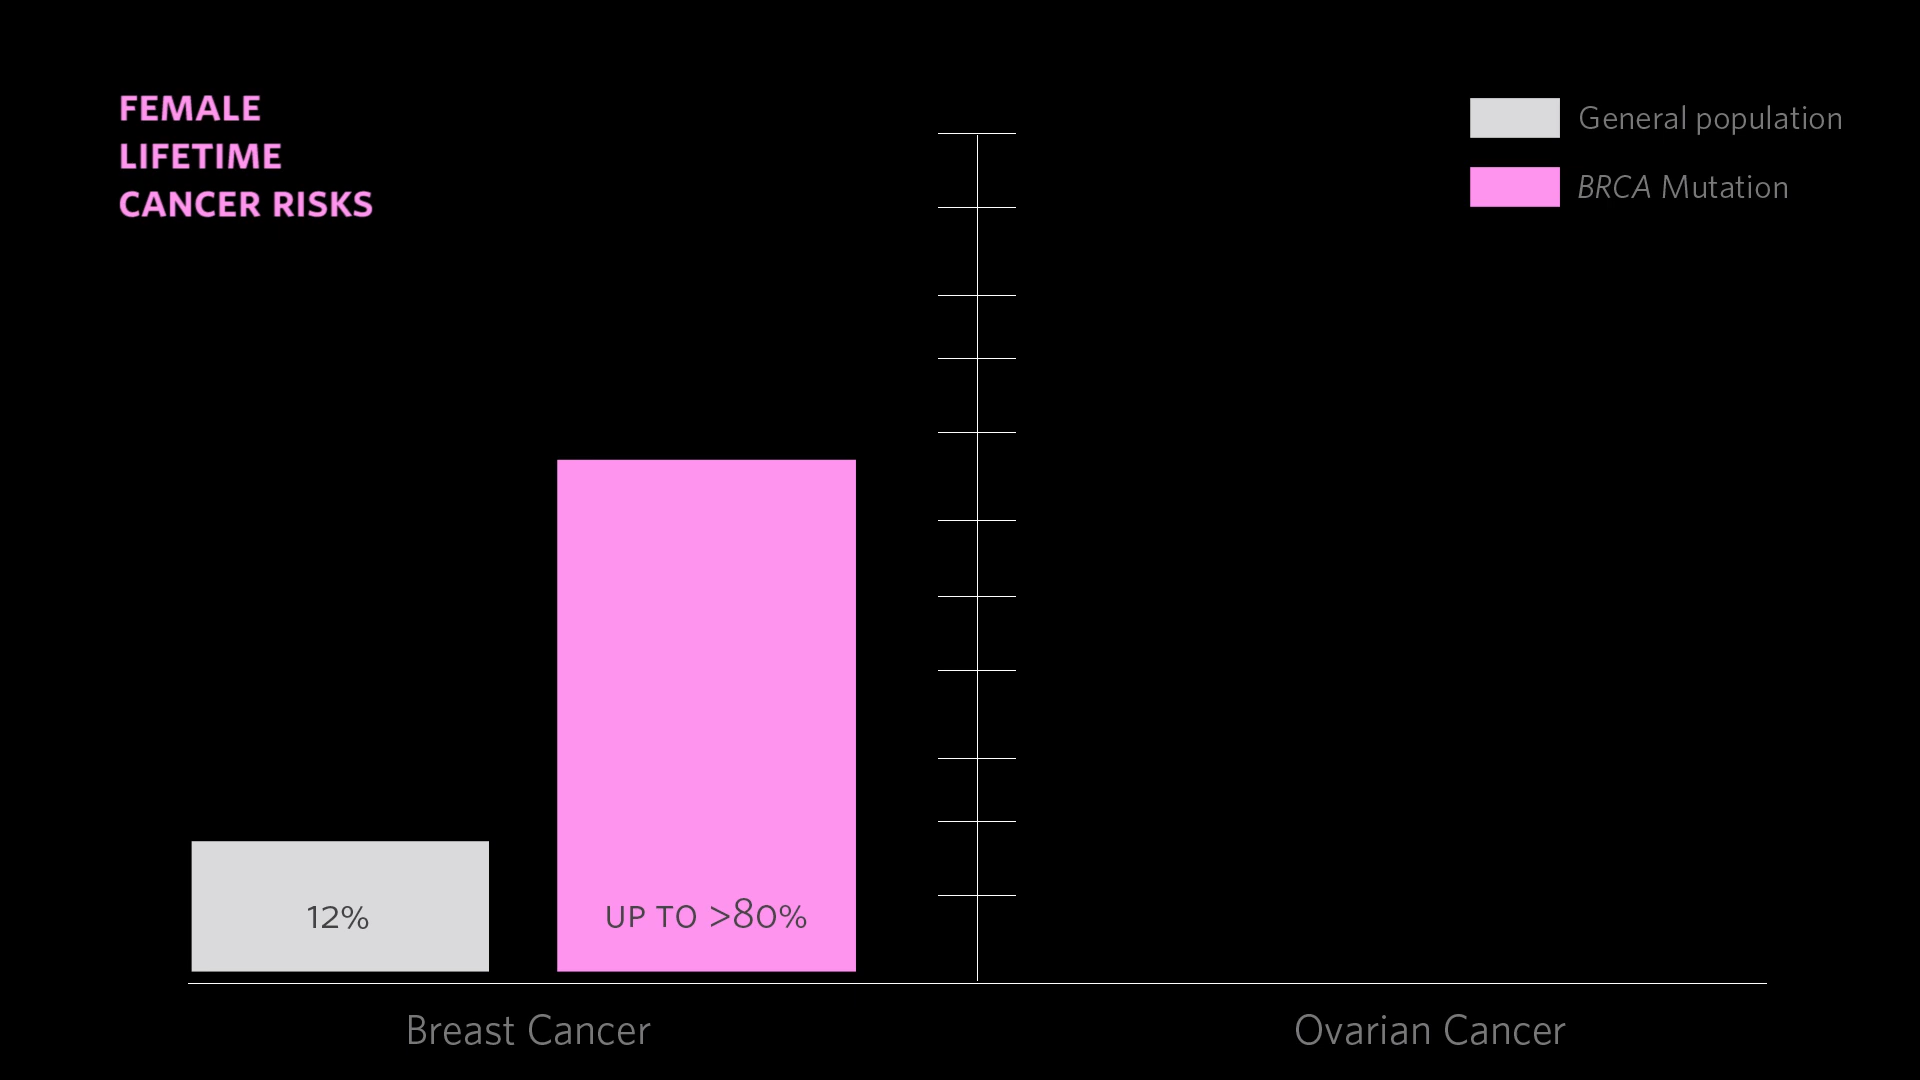 FEMALE
LIFETIME
CANCER RISKS
General population
BRCA Mutation
12%
UP TO >80%
Breast Cancer
Ovarian Cancer